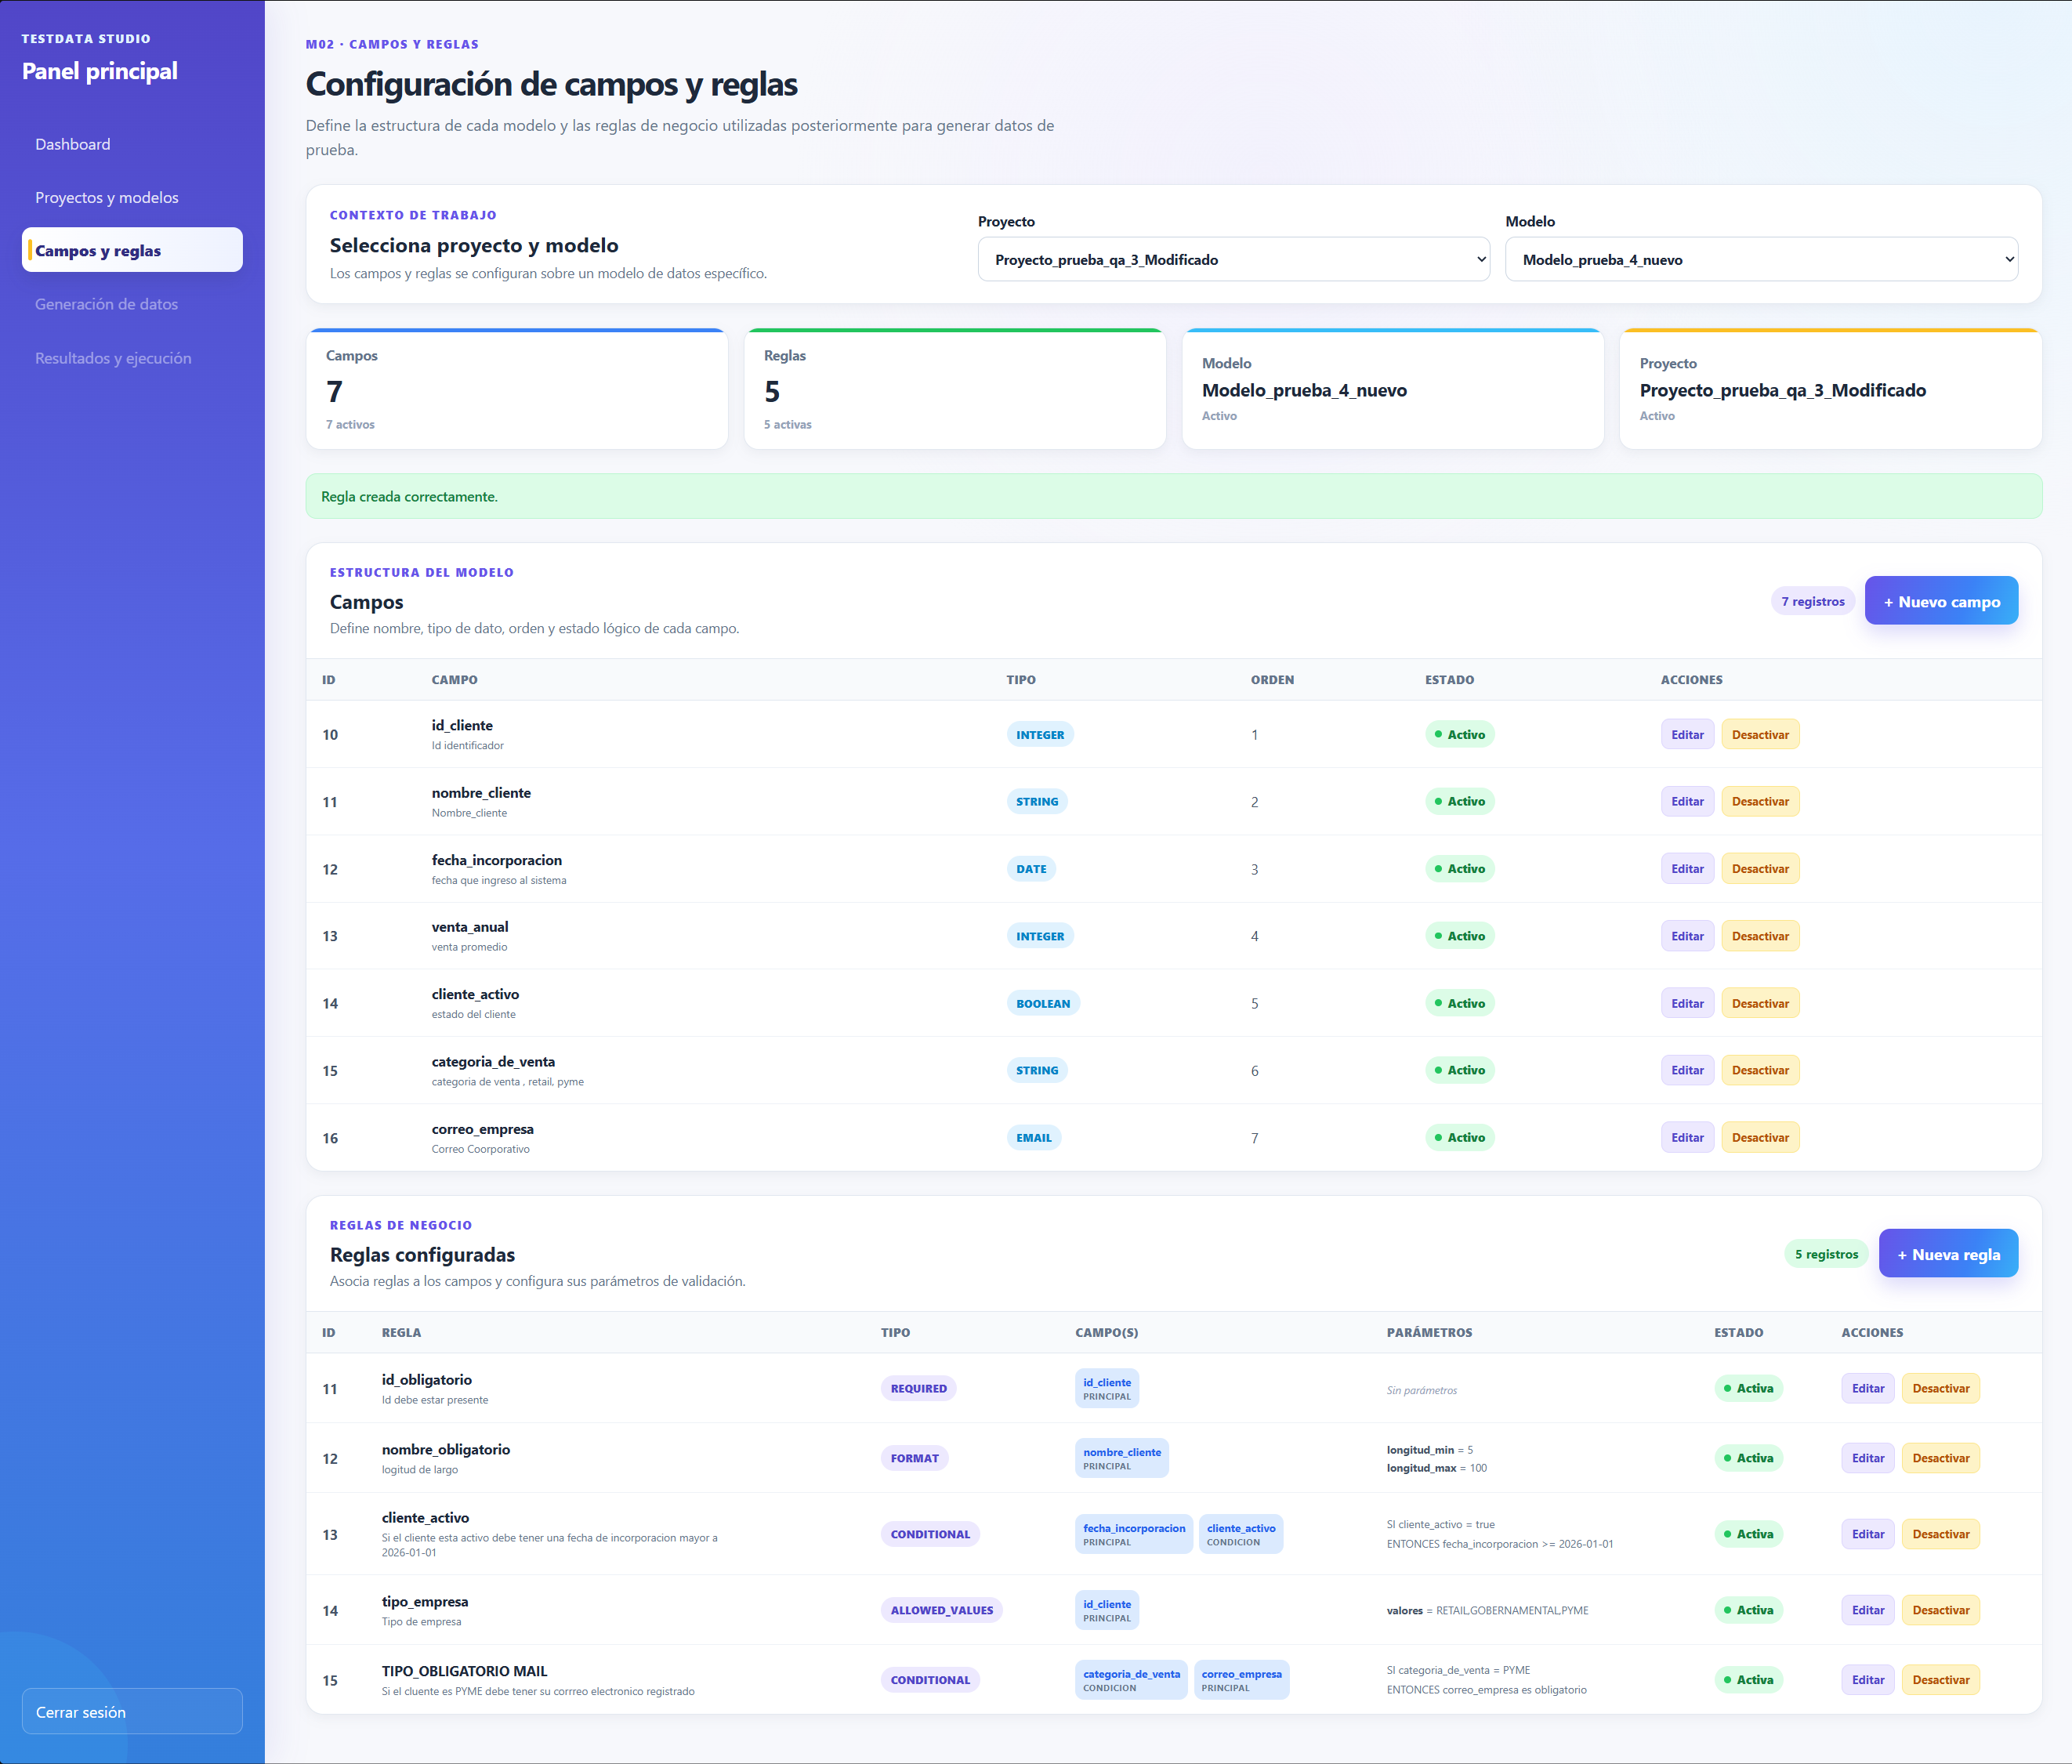 TESTDATA STUDIO
Panel principal
Dashboard
Proyectos y modelos
Campos y reglas
Generación de datos
Resultados y ejecución
Cerrar sesión
M02 · CAMPOS Y REGLAS
Configuración de campos y reglas
Define la estructura de cada modelo y las reglas de negocio utilizadas posteriormente para generar datos de
prueba.
CONTEXTO DE TRABAJO
Selecciona proyecto y modelo
Los campos y reglas se configuran sobre un modelo de datos específico.
Proyecto
Proyecto_prueba_qa_3_Modificado
Modelo
Modelo_prueba_4_nuevo
Campos
7
7 activos
Reglas
5
5 activas
Modelo
Modelo_prueba_4_nuevo
Activo
Proyecto
Proyecto_prueba_qa_3_Modificado
Activo
Regla creada correctamente.
ESTRUCTURA DEL MODELO
Campos
Define nombre, tipo de dato, orden y estado lógico de cada campo.
7 registros
+ Nuevo campo
ID CAMPO TIPO ORDEN ESTADO ACCIONES
10 id_cliente INTEGER 1 Activo Editar Desactivar
Id identificador
11 nombre_cliente STRING 2 Activo Editar Desactivar
Nombre_cliente
12 fecha_incorporacion DATE 3 Activo Editar Desactivar
fecha que ingreso al sistema
13 venta_anual INTEGER 4 Activo Editar Desactivar
venta promedio
14 cliente_activo BOOLEAN 5 Activo Editar Desactivar
estado del cliente
15 categoria_de_venta STRING 6 Activo Editar Desactivar
categoria de venta , retail, pyme
16 correo_empresa EMAIL 7 Activo Editar Desactivar
Correo Coorporativo
REGLAS DE NEGOCIO
Reglas configuradas
Asocia reglas a los campos y configura sus parámetros de validación.
5 registros
+ Nueva regla
ID REGLA TIPO CAMPO(S) PARÁMETROS ESTADO ACCIONES
11 id_obligatorio REQUIRED id_cliente Sin parámetros Activa Editar Desactivar
Id debe estar presente PRINCIPAL
12 nombre_obligatorio FORMAT nombre_cliente longitud_min = 5 Activa Editar Desactivar
logitud de largo PRINCIPAL longitud_max = 100
13 cliente_activo CONDITIONAL fecha_incorporacion cliente_activo SI cliente_activo = true Activa Editar Desactivar
Si el cliente esta activo debe tener una fecha de incorporacion mayor a PRINCIPAL CONDICION ENTONCES fecha_incorporacion >= 2026-01-01
2026-01-01
14 tipo_empresa ALLOWED_VALUES id_cliente valores = RETAIL,GOBERNAMENTAL,PYME Activa Editar Desactivar
Tipo de empresa PRINCIPAL
15 TIPO_OBLIGATORIO MAIL CONDITIONAL categoria_de_venta correo_empresa SI categoria_de_venta = PYME Activa Editar Desactivar
Si el cluente es PYME debe tener su corrreo electronico registrado CONDICION PRINCIPAL ENTONCES correo_empresa es obligatorio